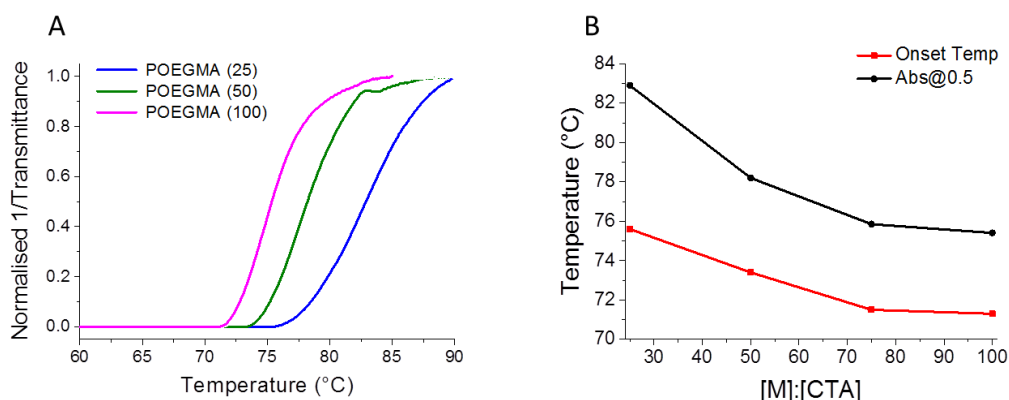 A
POEGMA (25)
POEGMA (50)
POEGMA (100)
Normalised 1/Transmittance
1.0
0.8
0.6
0.4
0.2
0.0
60 65 70 75 80 85 90
Temperature (°C)
B
Onset Temp
Abs@0.5
Temperature (°C)
84
82
80
78
76
74
72
70
30 40 50 60 70 80 90 100
[M]:[CTA]